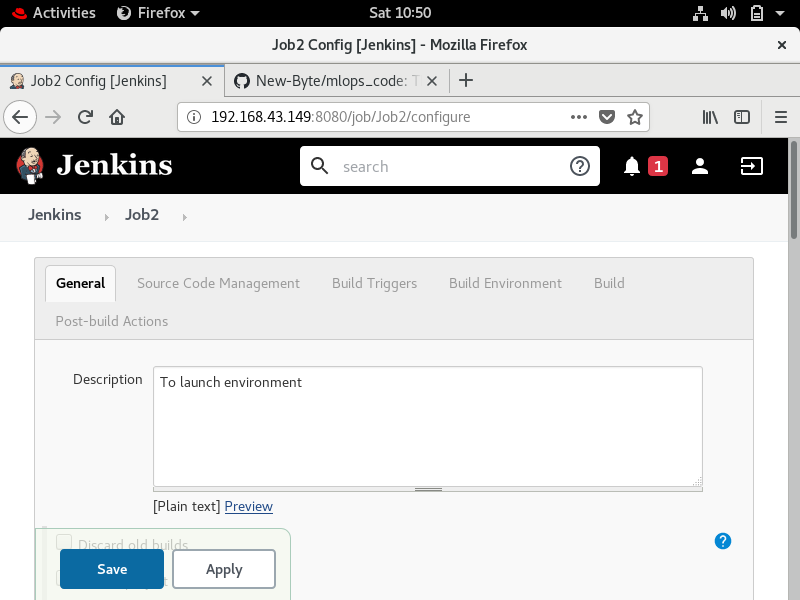 Activities Firefox Sat 10:50
Job2 Config [Jenkins] - Mozilla Firefox
Job2 Config [Jenkins] New-Byte/mlops_code: T
192.168.43.149:8080/job/Job2/configure
Jenkins search 1
Jenkins Job2
General Source Code Management Build Triggers Build Environment Build
Post-build Actions
Description To launch environment
[Plain text] Preview
Discard old builds
Save Apply